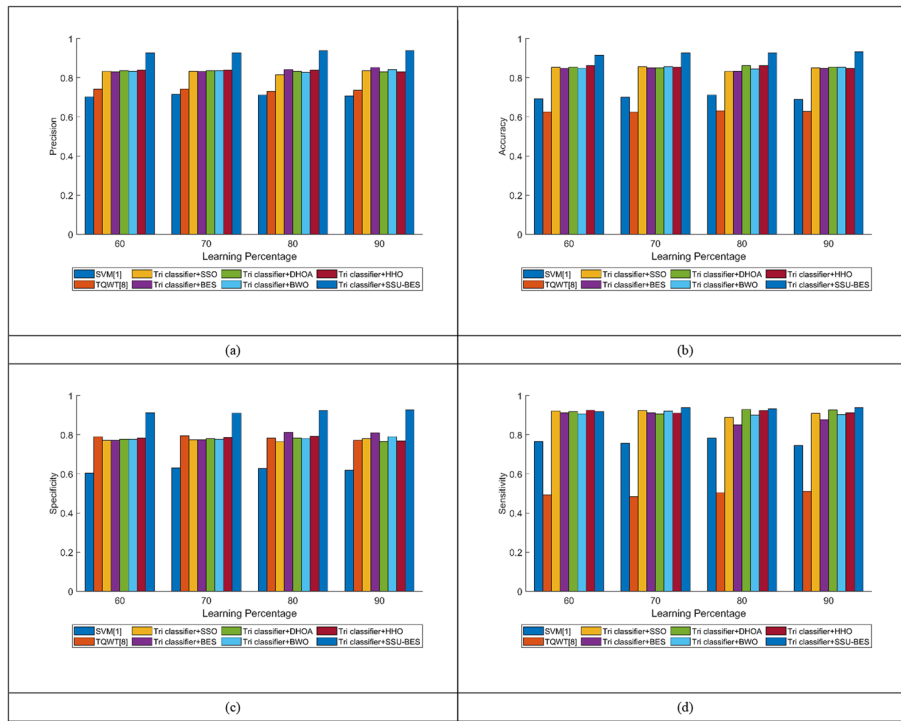 1
0.8
0.6
0.4
0.2
0
Precision
60 70 80 90
Learning Percentage
SVM[1] Tri classifier+SSO Tri classifier+DHOA Tri classifier+HHO
TQWT[8] Tri classifier+BES Tri classifier+BWO Tri classifier+SSU-BES
(a)
1
0.8
0.6
0.4
0.2
0
Accuracy
60 70 80 90
Learning Percentage
SVM[1] Tri classifier+SSO Tri classifier+DHOA Tri classifier+HHO
TQWT[8] Tri classifier+BES Tri classifier+BWO Tri classifier+SSU-BES
(b)
1
0.8
0.6
0.4
0.2
0
Specificity
60 70 80 90
Learning Percentage
SVM[1] Tri classifier+SSO Tri classifier+DHOA Tri classifier+HHO
TQWT[8] Tri classifier+BES Tri classifier+BWO Tri classifier+SSU-BES
(c)
1
0.8
0.6
0.4
0.2
0
Sensitivity
60 70 80 90
Learning Percentage
SVM[1] Tri classifier+SSO Tri classifier+DHOA Tri classifier+HHO
TQWT[8] Tri classifier+BES Tri classifier+BWO Tri classifier+SSU-BES
(d)